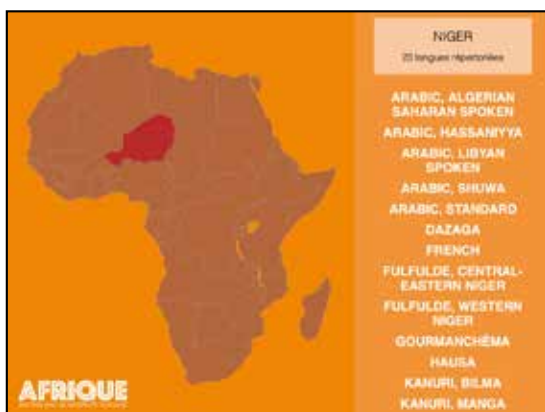 NIGER
langues répertoriées
ARABIC, ALGERIAN
SAHARAN SPOKEN
ARABIC, HASSANIYYA
ARABIC, LIBYAN
SPOKEN
ARABIC, SHUWA
ARABIC, STANDARD
DAZAGA
FRENCH
FULFULDE, CENTRAL-
EASTERN NIGER
FULFULDE, WESTERN
NIGER
GOURMANCHÉMA
HAUSA
KANURI, BILMA
KANURI, MANGA
AFRIQUE